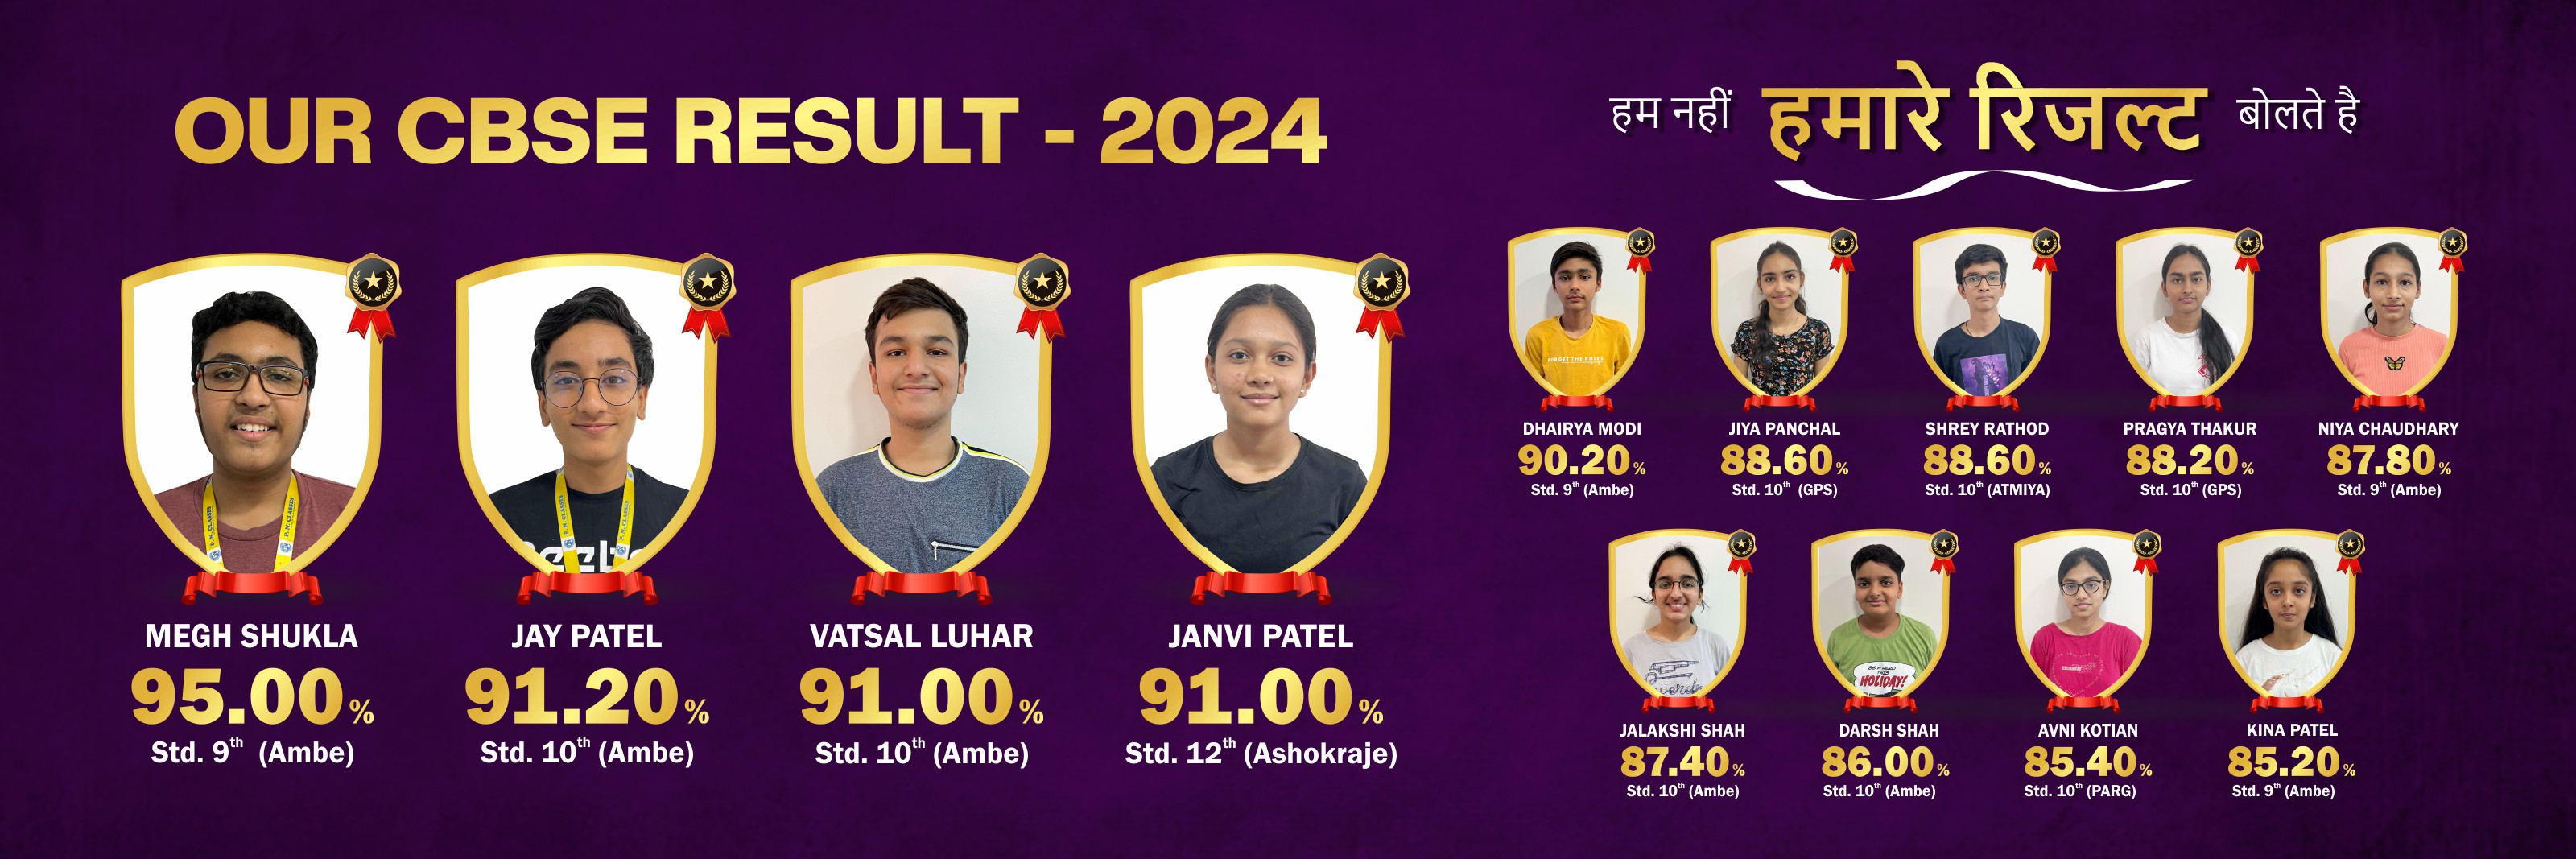 OUR CBSE RESULT - 2024
MEGH SHUKLA
95.00%
Std. 9th (Ambe)
JAY PATEL
91.20%
Std. 10th (Ambe)
VATSAL LUHAR
91.00%
Std. 10th (Ambe)
JANVI PATEL
91.00%
Std. 12th (Ashokraje)
हम नहीं हमारे रिजल्ट बोलते है
DHAIRYA MODI
90.20%
Std. 9th (Ambe)
JIYA PANCHAL
88.60%
Std. 10th (GPS)
SHREY RATHOD
88.60%
Std. 10th (ATMIYA)
PRAGYA THAKUR
88.20%
Std. 10th (GPS)
NIYA CHAUDHARY
87.80%
Std. 9th (Ambe)
HOLIDAY!
JALAKSHI SHAH
87.40%
Std. 10th (Ambe)
DARSH SHAH
86.00%
Std. 10th (Ambe)
AVNI KOTIAN
85.40%
Std. 10th (PARG)
KINA PATEL
85.20%
Std. 9th (Ambe)